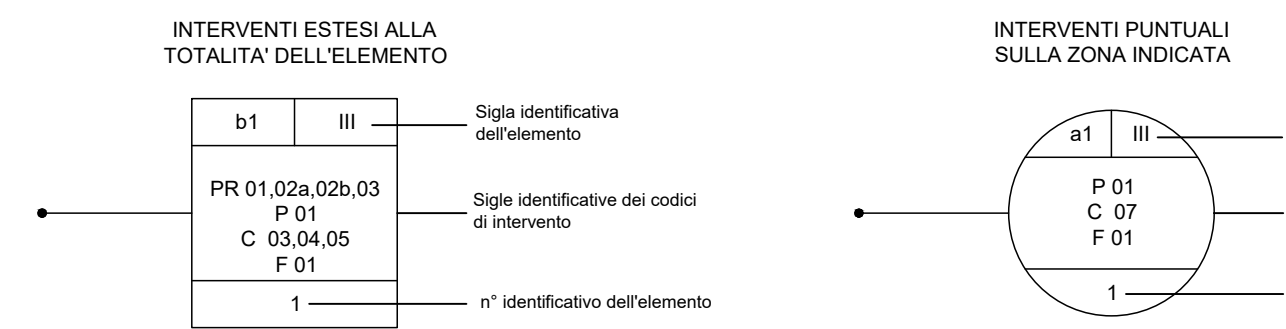 INTERVENTI ESTESI ALLA
TOTALITA' DELL'ELEMENTO
b1 III
Sigla identificativa
dell'elemento
PR 01,02a,02b,03
P 01
C 03,04,05
F 01
Sigle identificative dei codici
di intervento
1
n° identificativo dell'elemento
INTERVENTI PUNTUALI
SULLA ZONA INDICATA
a1 III
P 01
C 07
F 01
1